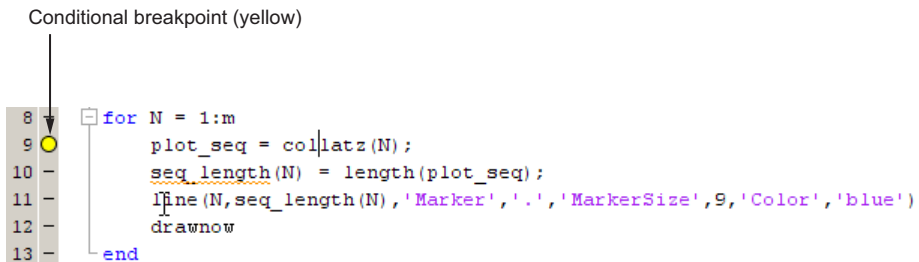 Conditional breakpoint (yellow)
8 - for N = 1:m
9 plot_seq = collatz(N);
10 - seq_length(N) = length(plot_seq);
11 - line(N,seq_length(N),'Marker','.','MarkerSize',9,'Color','blue')
12 - drawnow
13 - end